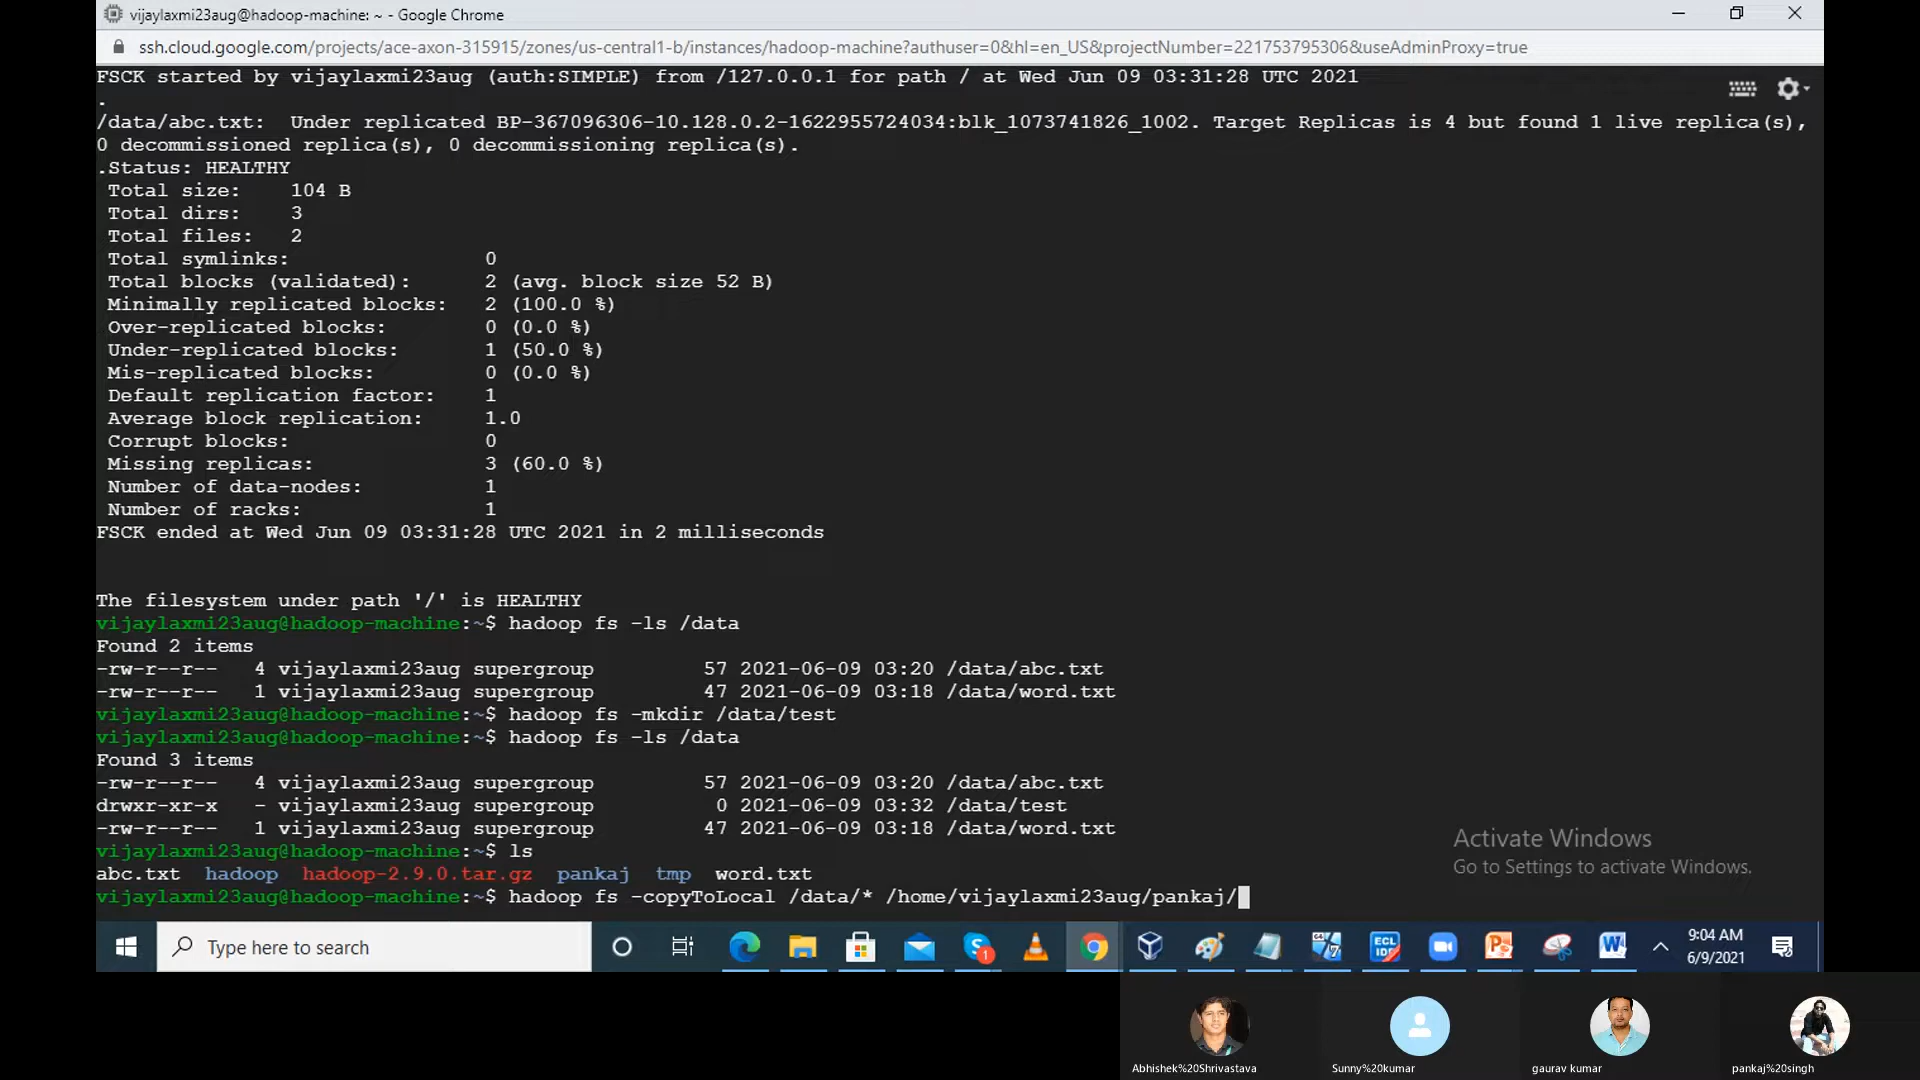 vijaylaxmi23aug@hadoop-machine: ~ - Google Chrome
ssh.cloud.google.com/projects/ace-axon-315915/zones/us-central1-b/instances/hadoop-machine?authuser=0&hl=en_US&projectNumber=221753795306&useAdminProxy=true
FSCK started by vijaylaxmi23aug (auth:SIMPLE) from /127.0.0.1 for path / at Wed Jun 09 03:31:28 UTC 2021
.
/data/abc.txt:  Under replicated BP-367096306-10.128.0.2-1622955724034:blk_1073741826_1002. Target Replicas is 4 but found 1 live replica(s),
0 decommissioned replica(s), 0 decommissioning replica(s).
.Status: HEALTHY
Total size:    104 B
Total dirs:    3
Total files:   2
Total symlinks:                0
Total blocks (validated):      2 (avg. block size 52 B)
Minimally replicated blocks:   2 (100.0 %)
Over-replicated blocks:        0 (0.0 %)
Under-replicated blocks:       1 (50.0 %)
Mis-replicated blocks:         0 (0.0 %)
Default replication factor:    1
Average block replication:     1.0
Corrupt blocks:                0
Missing replicas:              3 (60.0 %)
Number of data-nodes:          1
Number of racks:               1
FSCK ended at Wed Jun 09 03:31:28 UTC 2021 in 2 milliseconds
The filesystem under path '/' is HEALTHY
vijaylaxmi23aug@hadoop-machine:~$ hadoop fs -ls /data
Found 2 items
-rw-r--r--   4 vijaylaxmi23aug supergroup         57 2021-06-09 03:20 /data/abc.txt
-rw-r--r--   1 vijaylaxmi23aug supergroup         47 2021-06-09 03:18 /data/word.txt
vijaylaxmi23aug@hadoop-machine:~$ hadoop fs -mkdir /data/test
vijaylaxmi23aug@hadoop-machine:~$ hadoop fs -ls /data
Found 3 items
-rw-r--r--   4 vijaylaxmi23aug supergroup         57 2021-06-09 03:20 /data/abc.txt
drwxr-xr-x   - vijaylaxmi23aug supergroup          0 2021-06-09 03:32 /data/test
-rw-r--r--   1 vijaylaxmi23aug supergroup         47 2021-06-09 03:18 /data/word.txt
vijaylaxmi23aug@hadoop-machine:~$ ls
abc.txt  hadoop  hadoop-2.9.0.tar.gz  pankaj  tmp  word.txt
vijaylaxmi23aug@hadoop-machine:~$ hadoop fs -copyToLocal /data/* /home/vijaylaxmi23aug/pankaj/
Activate Windows
Go to Settings to activate Windows.
Type here to search
1
ECL
IDE
9:04 AM
6/9/2021
Abhishek%20Shrivastava
Sunny%20kumar
gaurav kumar
pankaj%20singh